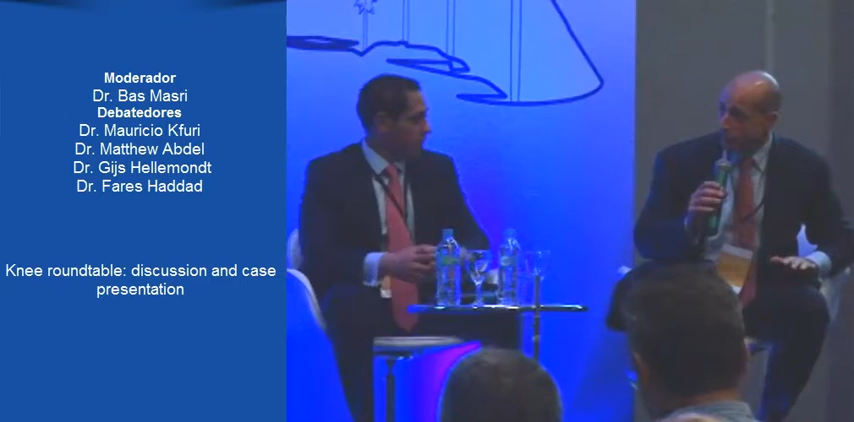 Moderador
Dr. Bas Masri
Debatedores
Dr. Mauricio Kfuri
Dr. Matthew Abdel
Dr. Gijs Hellemondt
Dr. Fares Haddad
Knee roundtable: discussion and case
presentation